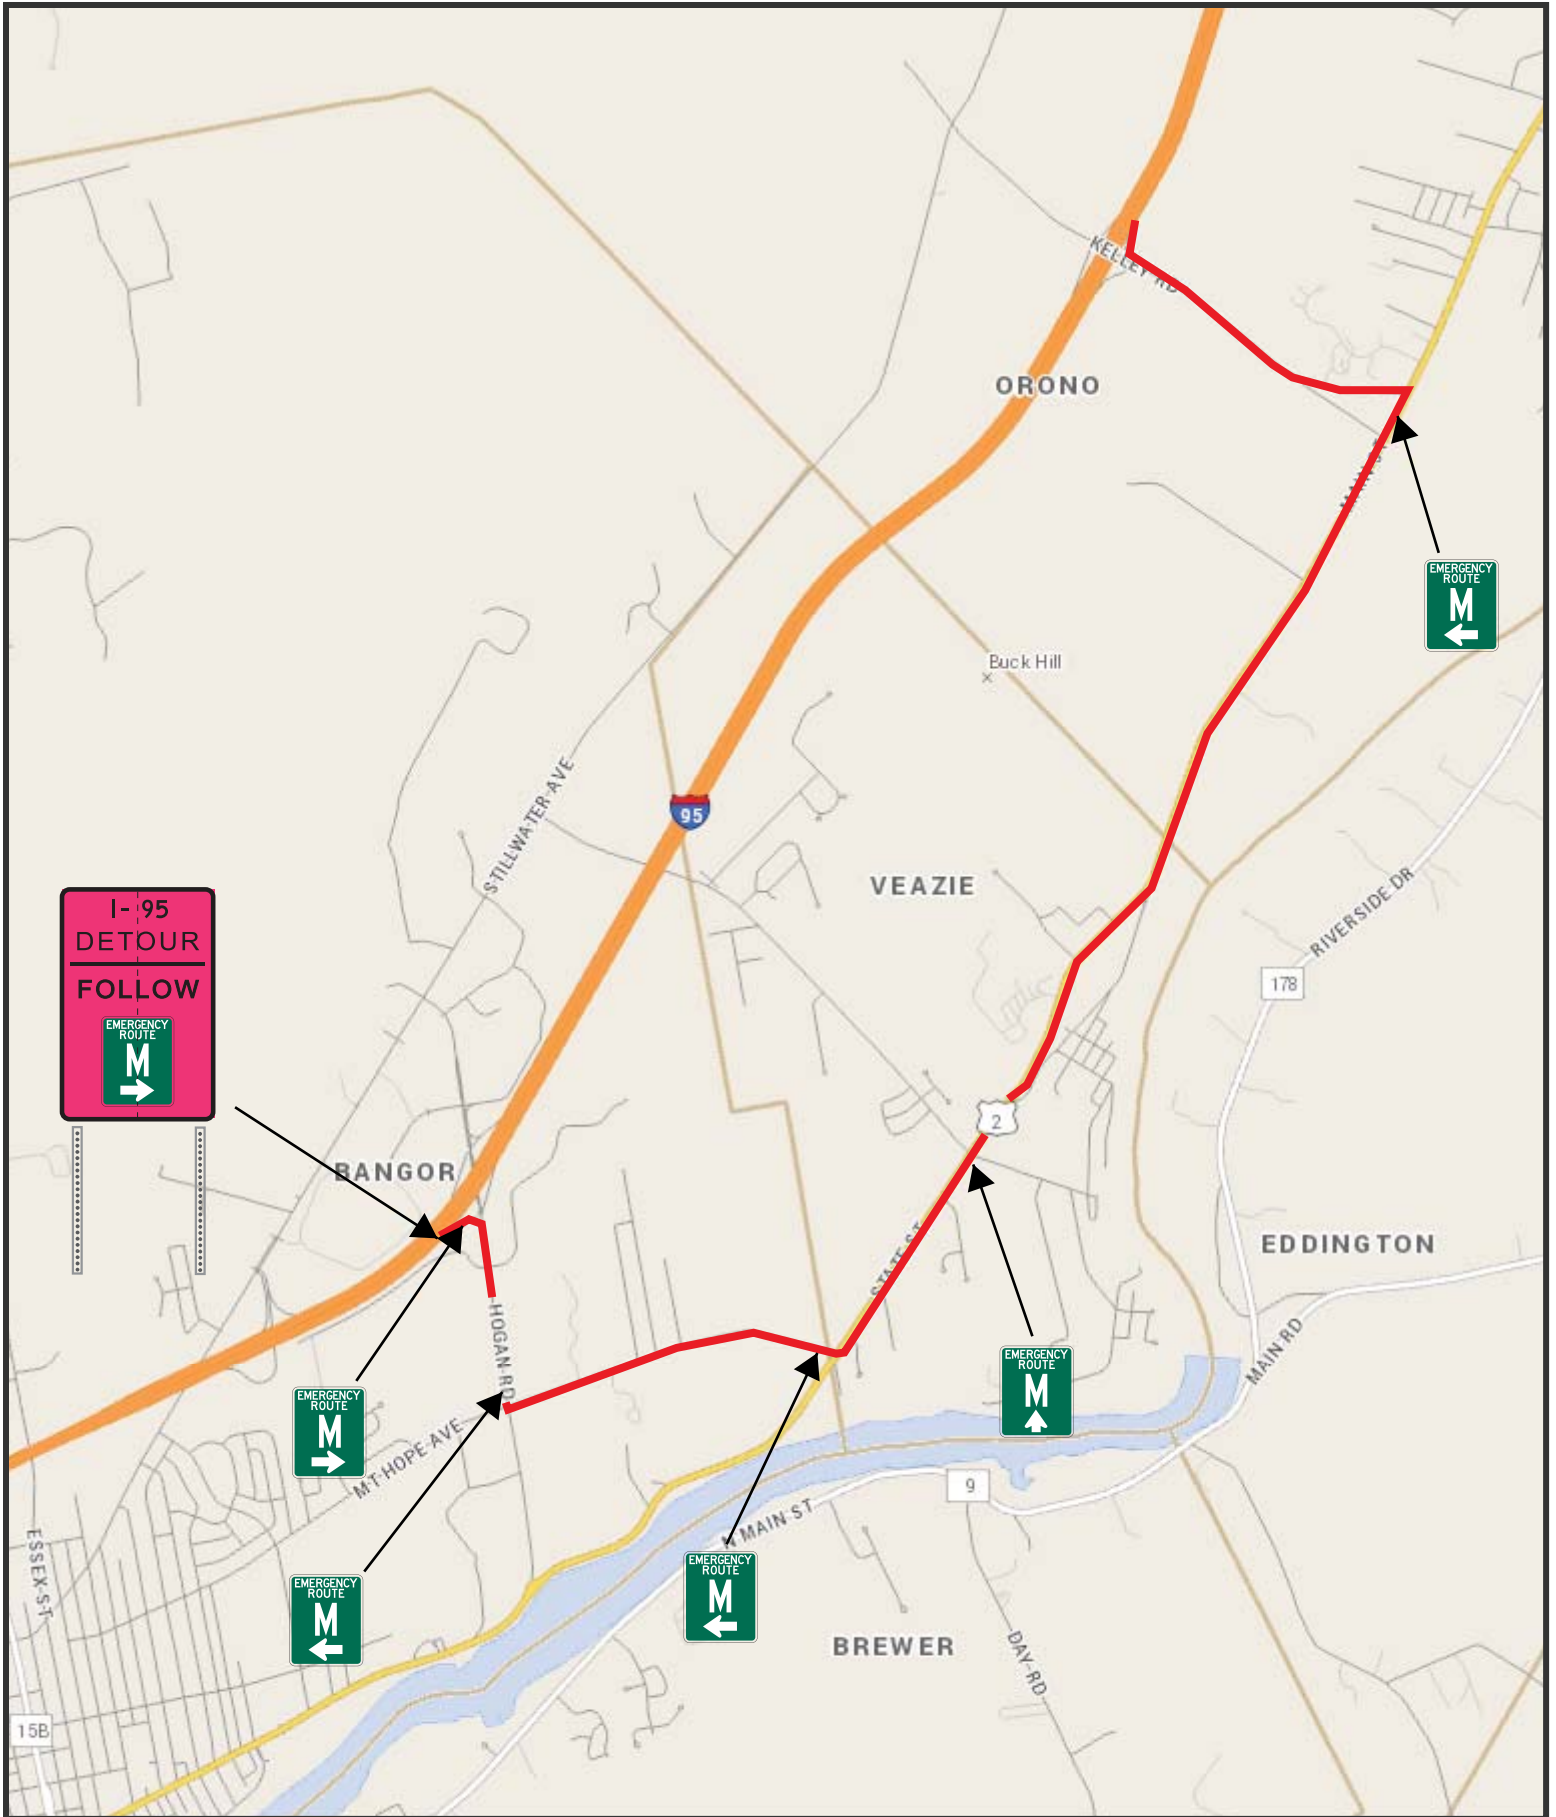 KELLEY RD
ORONO
MAIN ST
EMERGENCY
ROUTE
M
Buck Hill
STILLWATER AVE
95
VEAZIE
RIVERSIDE DR
178
I- 95
DETOUR
FOLLOW
EMERGENCY
ROUTE
M
2
BANGOR
STATE ST
EDDINGTON
HOGAN RD
MAIN RD
EMERGENCY
ROUTE
M
EMERGENCY
ROUTE
M
MT HOPE AVE
9
N MAIN ST
ESSEX ST
EMERGENCY
ROUTE
M
EMERGENCY
ROUTE
M
BREWER
DAY RD
15B